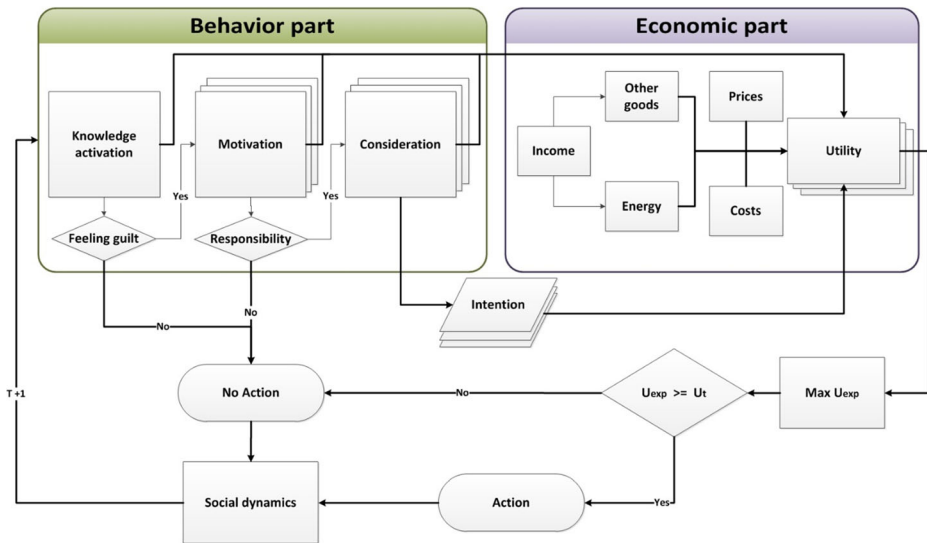 Behavior part
Economic part
Knowledge
activation
Motivation
Consideration
Yes
Yes
Feeling guilt
Responsibility
Income
Other
goods
Energy
Prices
Costs
Utility
Intention
No
No
T +1
No Action
No
Uexp >= Ut
Max Uexp
Yes
Social dynamics
Action